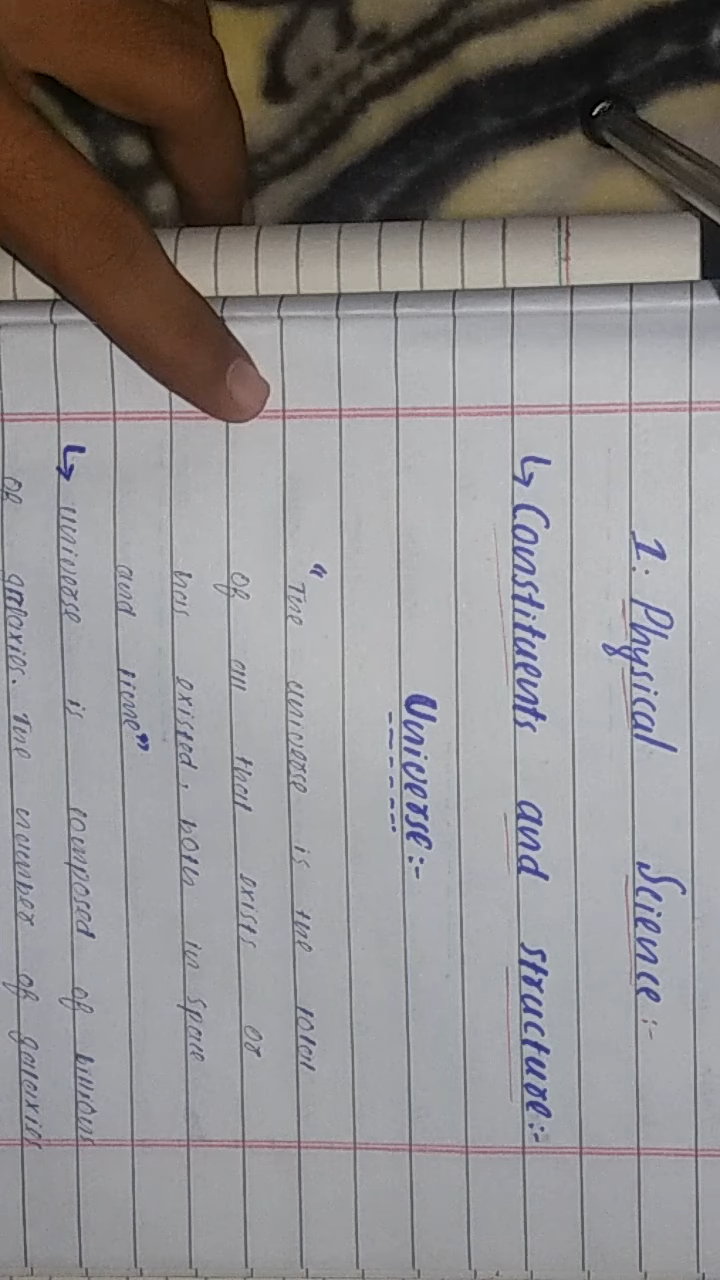 1: Physical Science:-
↳ Constituents and structure:-
Universe:-
"The universe is the total
of all that exists or
has existed, both in space
and time"
↳ universe is composed of billions
of galaxies. The number of galaxies